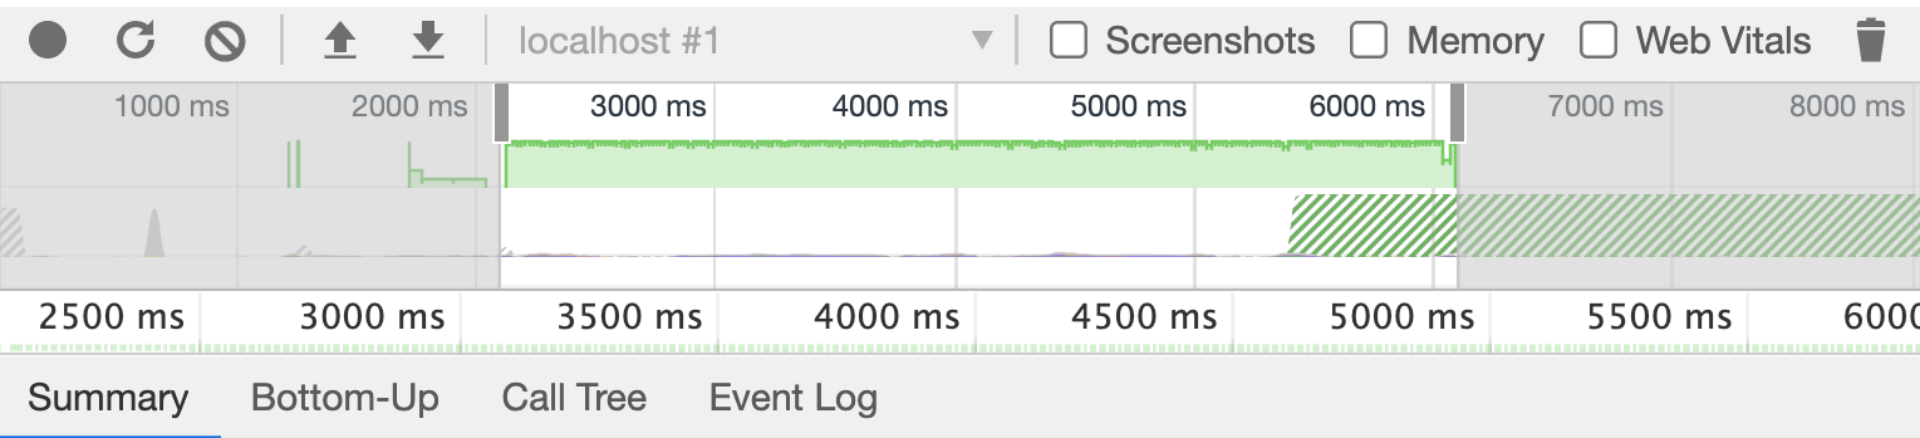 localhost #1 Screenshots Memory Web Vitals
1000 ms 2000 ms 3000 ms 4000 ms 5000 ms 6000 ms 7000 ms 8000 ms
2500 ms 3000 ms 3500 ms 4000 ms 4500 ms 5000 ms 5500 ms 6000
Summary Bottom-Up Call Tree Event Log